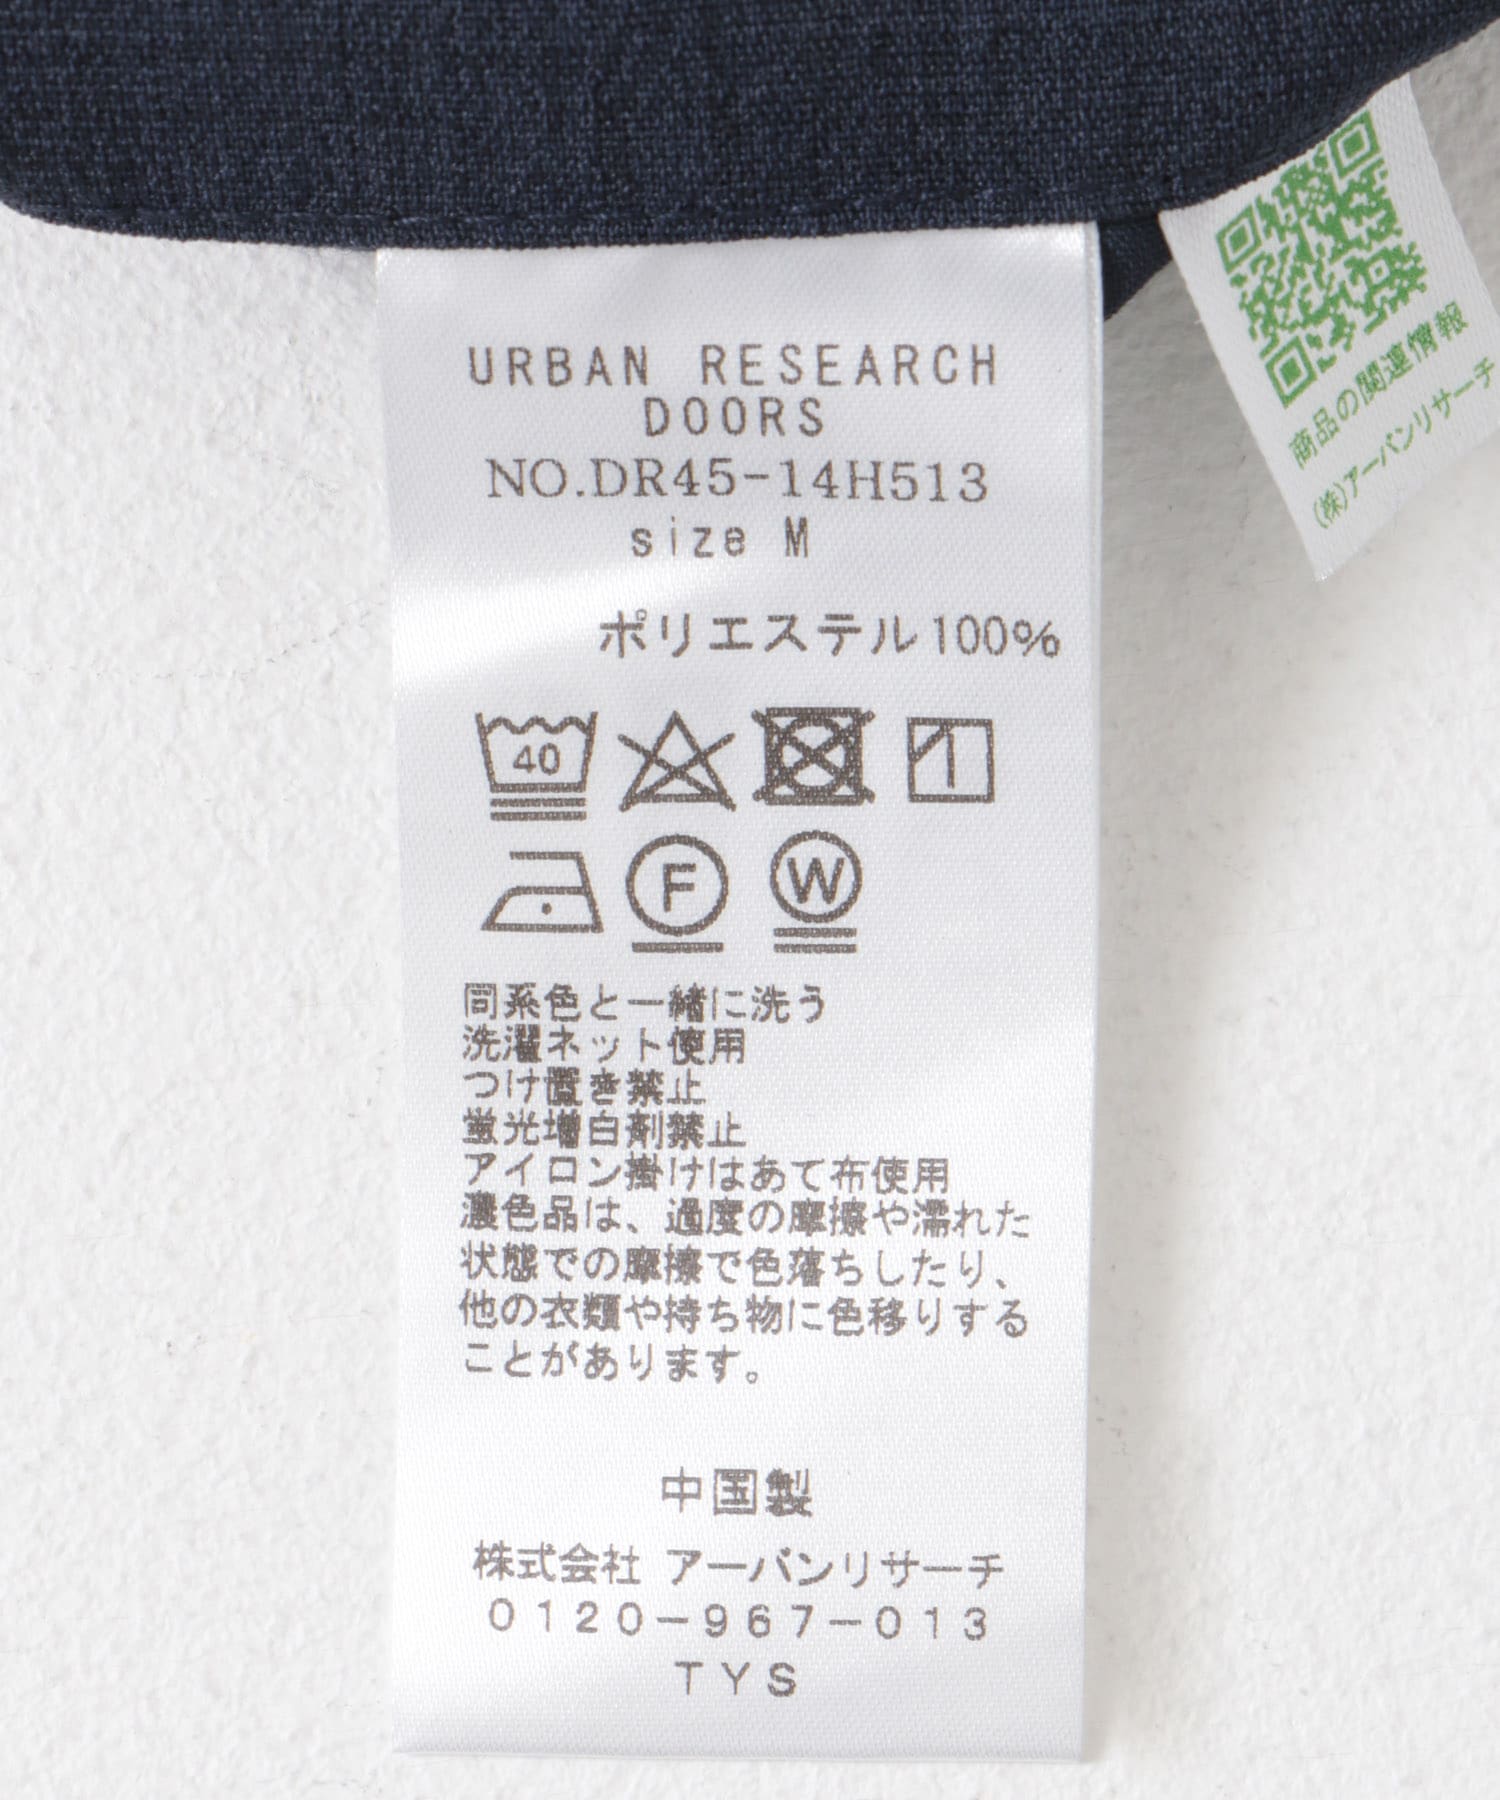 URBAN RESEARCH
DOORS
NO.DR45-14H513
size M
ポリエステル100%
40
F
W
同系色と一緒に洗う
洗濯ネット使用
つけ置き禁止
蛍光増白剤禁止
アイロン掛けはあて布使用
濃色品は、過度の摩擦や濡れた
状態での摩擦で色落ちしたり、
他の衣類や持ち物に色移りする
ことがあります。
中国製
株式会社 アーバンリサーチ
0120-967-013
TYS
商品の関連情報
(株)アーバンリサーチ